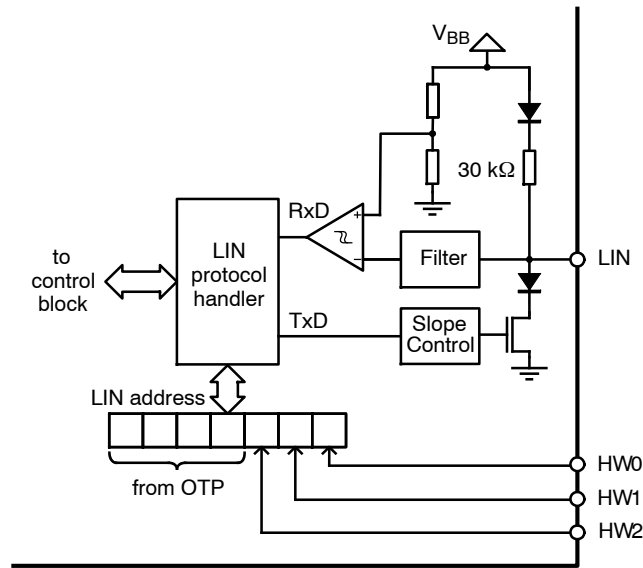 VBB
30 kΩ
RxD
+
−
LIN
protocol
handler
Filter
LIN
to
control
block
TxD
Slope
Control
LIN address
from OTP
HW0
HW1
HW2